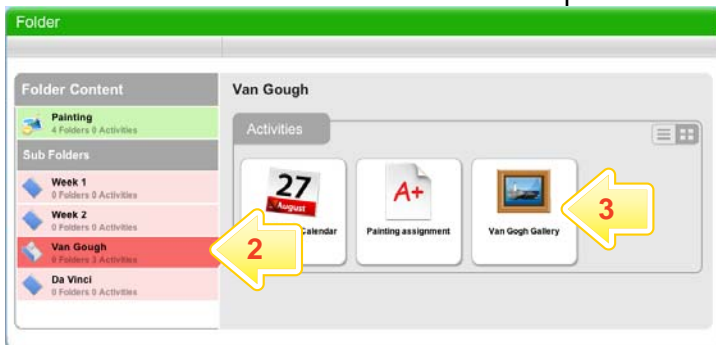 Folder
Folder Content
Painting
4 Folders 0 Activities
Sub Folders
Week 1
0 Folders 0 Activities
Week 2
0 Folders 0 Activities
Van Gough
0 Folders 3 Activities
Da Vinci
0 Folders 0 Activities
2
Van Gough
Activities
27
August
Calendar
A+
Painting assignment
Van Gogh Gallery
3